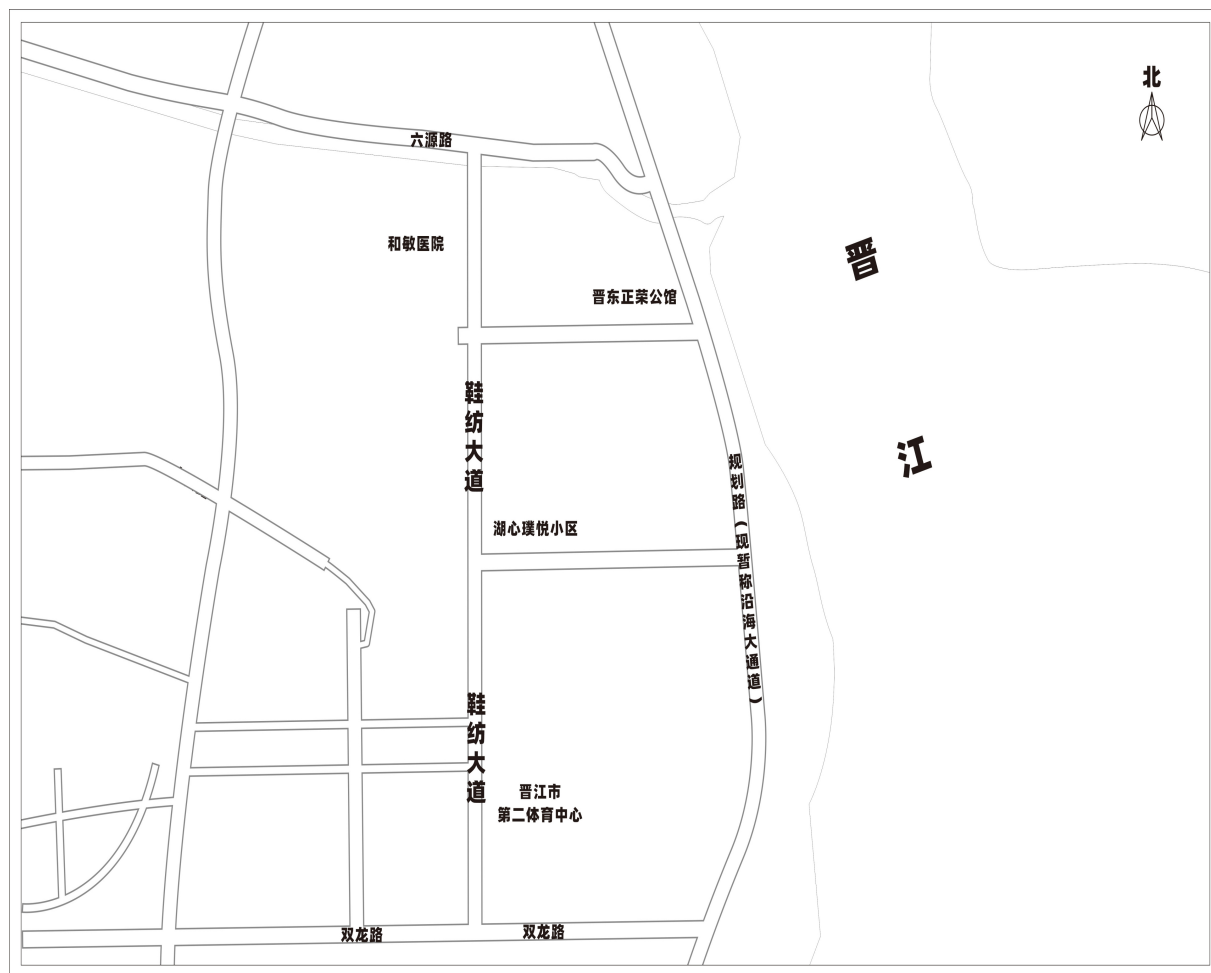 北
六源路
和敏医院
晋江
晋东正荣公馆
鞋纺大道
规划路（现暂称沿海大通道）
湖心璞悦小区
鞋纺大道
晋江市
第二体育中心
双龙路
双龙路